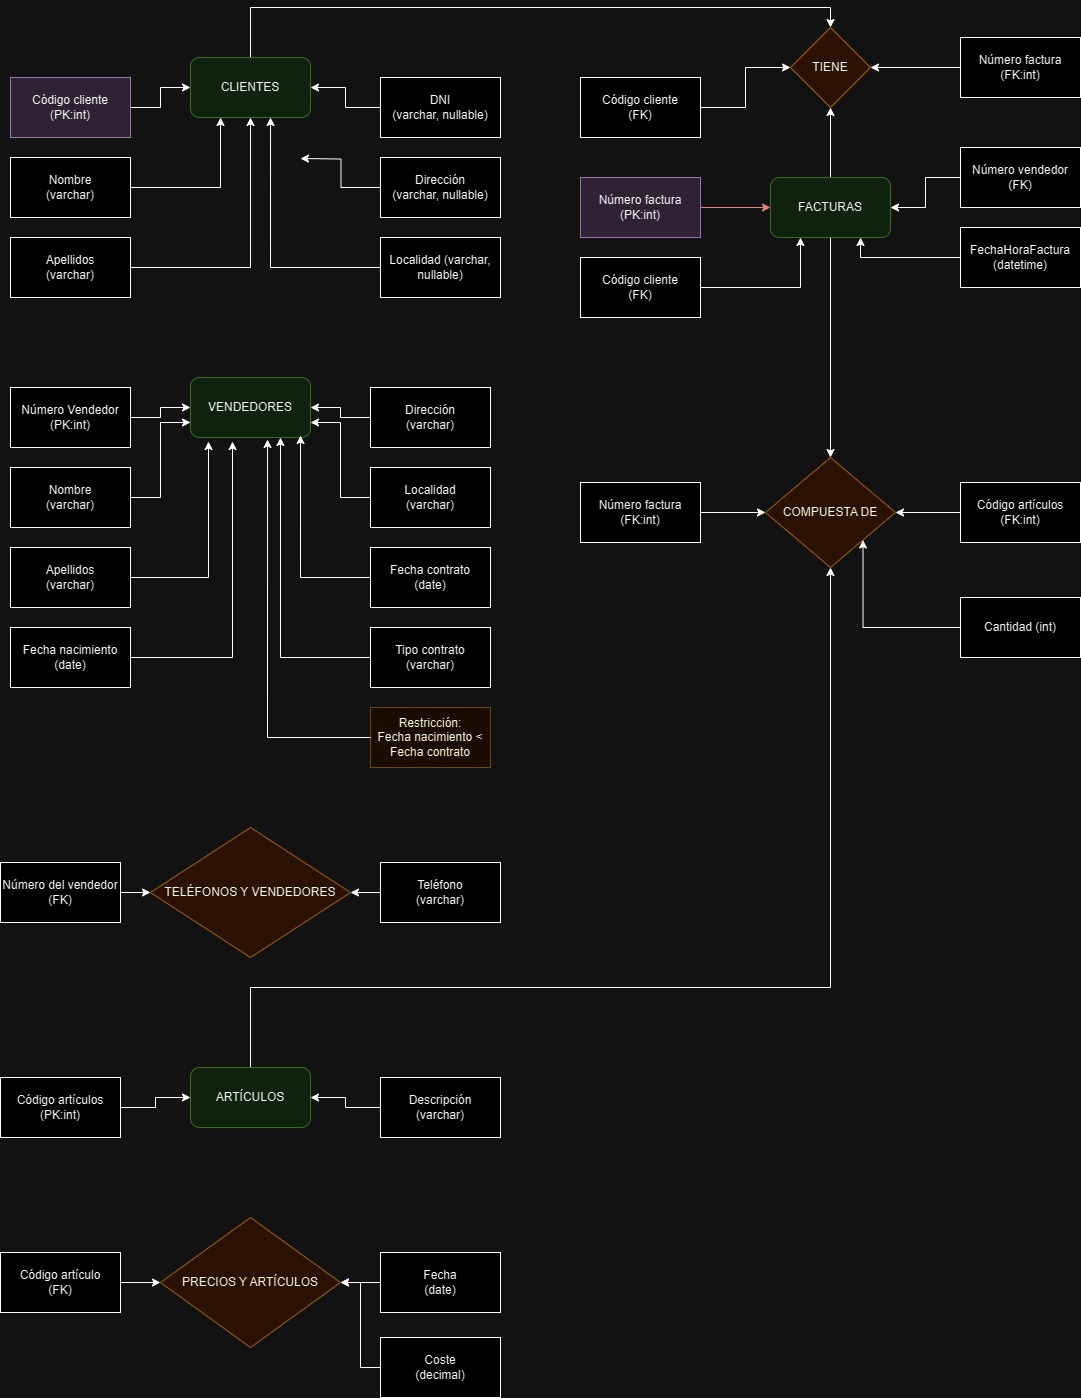 CLIENTES
Código cliente
(PK:int)
Nombre
(varchar)
Apellidos
(varchar)
DNI
(varchar, nullable)
Dirección
(varchar, nullable)
Localidad (varchar,
nullable)
TIENE
Código cliente
(FK)
Número factura
(FK:int)
FACTURAS
Número factura
(PK:int)
Código cliente
(FK)
Número vendedor
(FK)
FechaHoraFactura
(datetime)
VENDEDORES
Número Vendedor
(PK:int)
Nombre
(varchar)
Apellidos
(varchar)
Fecha nacimiento
(date)
Dirección
(varchar)
Localidad
(varchar)
Fecha contrato
(date)
Tipo contrato
(varchar)
Restricción:
Fecha nacimiento <
Fecha contrato
COMPUESTA DE
Número factura
(FK:int)
Código artículos
(FK:int)
Cantidad (int)
TELÉFONOS Y VENDEDORES
Número del vendedor
(FK)
Teléfono
(varchar)
ARTÍCULOS
Código artículos
(PK:int)
Descripción
(varchar)
PRECIOS Y ARTÍCULOS
Código artículo
(FK)
Fecha
(date)
Coste
(decimal)